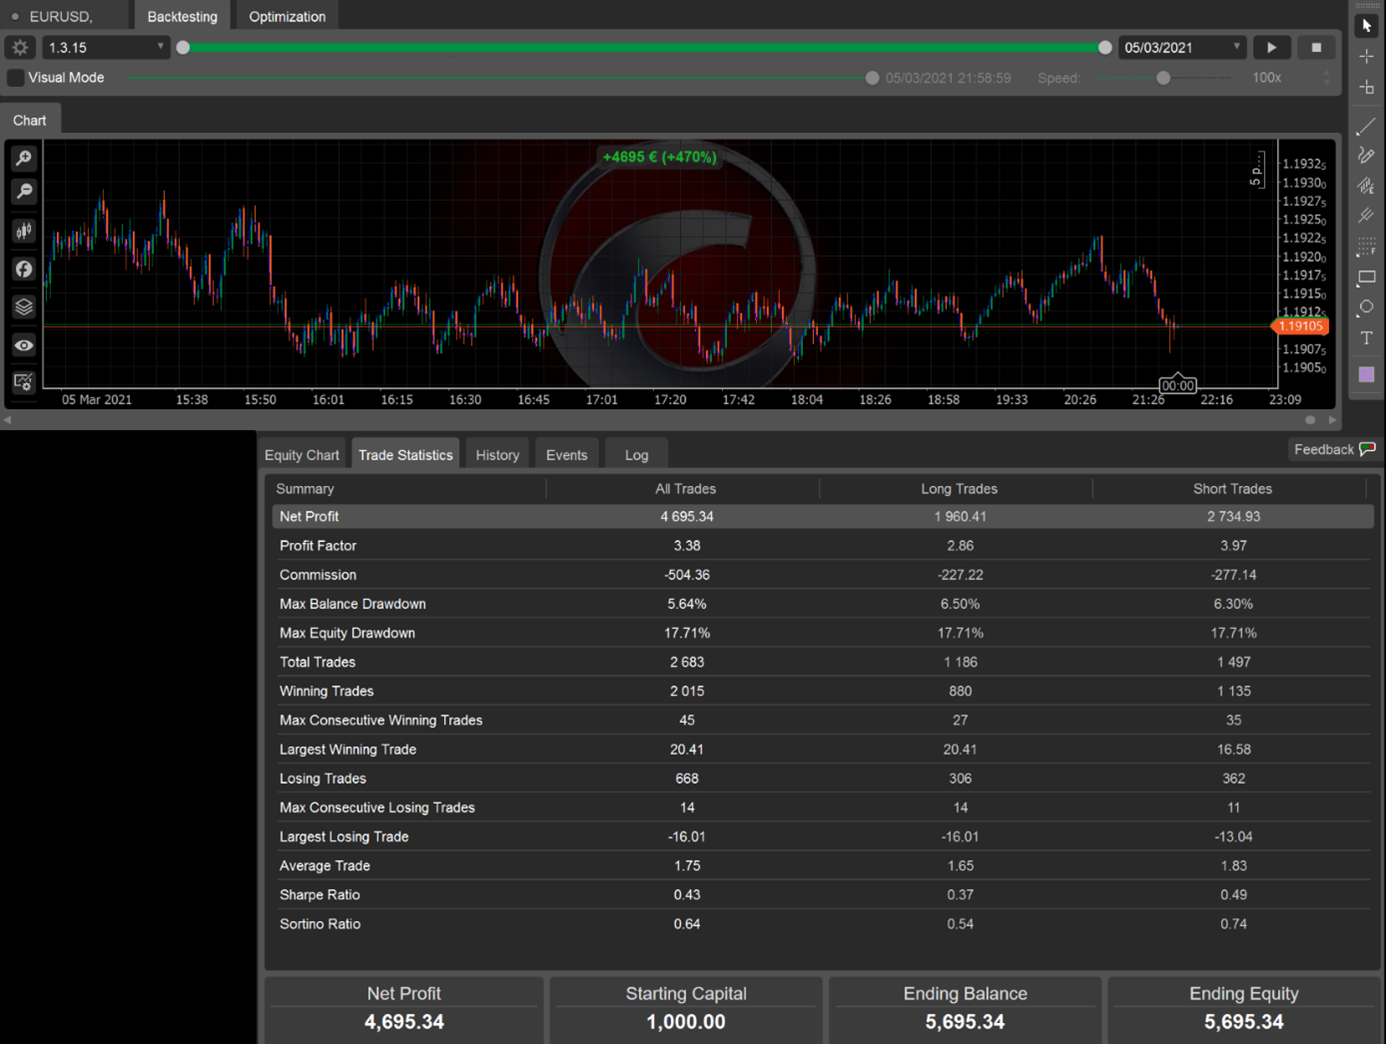 EURUSD, Backtesting Optimization
1.3.15 05/03/2021
Visual Mode 05/03/2021 21:58:59 Speed: 100x
Chart
+4695 € (+470%)
5 p...
1.1932₅
1.1930₀
1.1927₅
1.1925₀
1.1922₅
1.1920₀
1.1917₅
1.1915₀
1.1912₅
1.19105
1.1907₅
1.1905₀
00:00
05 Mar 2021 15:38 15:50 16:01 16:15 16:30 16:45 17:01 17:20 17:42 18:04 18:26 18:58 19:33 20:26 21:26 22:16 23:09
Equity Chart Trade Statistics History Events Log Feedback
Summary All Trades Long Trades Short Trades
Net Profit 4 695.34 1 960.41 2 734.93
Profit Factor 3.38 2.86 3.97
Commission -504.36 -227.22 -277.14
Max Balance Drawdown 5.64% 6.50% 6.30%
Max Equity Drawdown 17.71% 17.71% 17.71%
Total Trades 2 683 1 186 1 497
Winning Trades 2 015 880 1 135
Max Consecutive Winning Trades 45 27 35
Largest Winning Trade 20.41 20.41 16.58
Losing Trades 668 306 362
Max Consecutive Losing Trades 14 14 11
Largest Losing Trade -16.01 -16.01 -13.04
Average Trade 1.75 1.65 1.83
Sharpe Ratio 0.43 0.37 0.49
Sortino Ratio 0.64 0.54 0.74
Net Profit Starting Capital Ending Balance Ending Equity
4,695.34 1,000.00 5,695.34 5,695.34